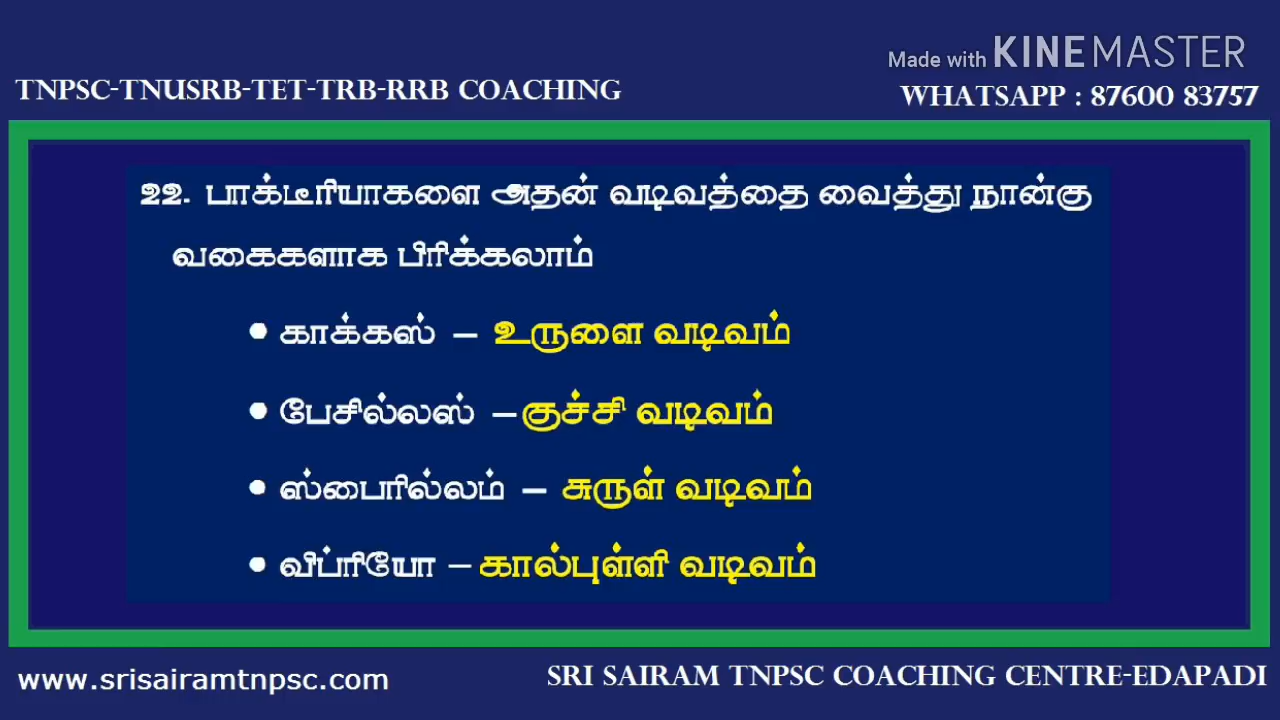 Made with KINEMASTER
TNPSC-TNUSRB-TET-TRB-RRB COACHING
WHATSAPP : 87600 83757
22. பாக்டீரியாகளை அதன் வடிவத்தை வைத்து நான்கு
வகைகளாக பிரிக்கலாம்
• காக்கஸ் – உருளை வடிவம்
• பேசில்லஸ் –குச்சி வடிவம்
• ஸ்பைரில்லம் – சுருள் வடிவம்
• விப்ரியோ –கால்புள்ளி வடிவம்
www.srisairamtnpsc.com
SRI SAIRAM TNPSC COACHING CENTRE-EDAPADI